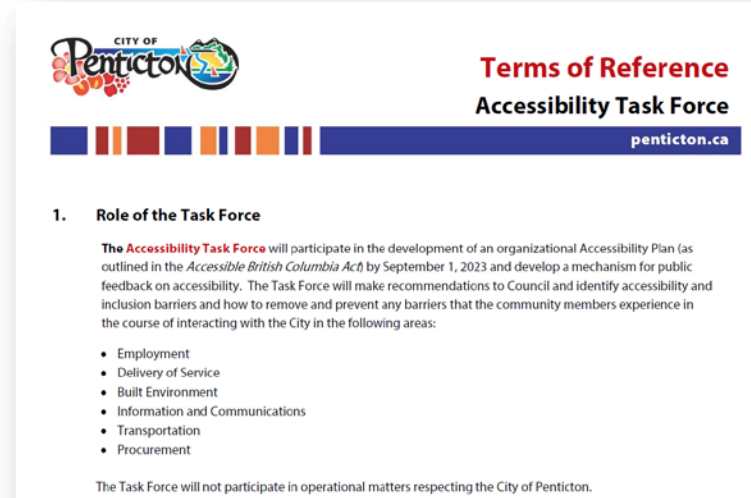 CITY OF
Penticton
Terms of Reference
Accessibility Task Force
penticton.ca
1. Role of the Task Force
The Accessibility Task Force will participate in the development of an organizational Accessibility Plan (as
outlined in the Accessible British Columbia Act) by September 1, 2023 and develop a mechanism for public
feedback on accessibility. The Task Force will make recommendations to Council and identify accessibility and
inclusion barriers and how to remove and prevent any barriers that the community members experience in
the course of interacting with the City in the following areas:
• Employment
• Delivery of Service
• Built Environment
• Information and Communications
• Transportation
• Procurement
The Task Force will not participate in operational matters respecting the City of Penticton.